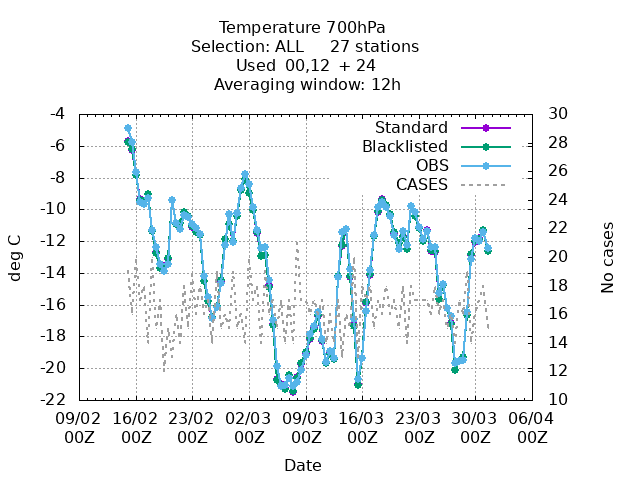 Temperature 700hPa
Selection: ALL 27 stations
Used 00,12 + 24
Averaging window: 12h
Standard
Blacklisted
OBS
CASES
deg C
-4
-6
-8
-10
-12
-14
-16
-18
-20
-22
30
28
26
24
22
20
18
16
14
12
10
No cases
09/02 16/02 23/02 02/03 09/03 16/03 23/03 30/03 06/04
00Z 00Z 00Z 00Z 00Z 00Z 00Z 00Z 00Z
Date